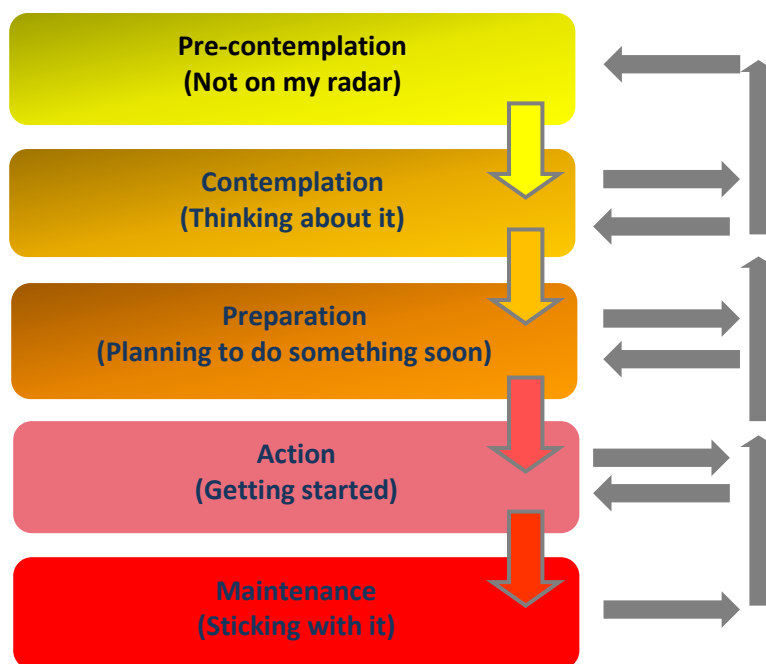 Pre-contemplation
(Not on my radar)
Contemplation
(Thinking about it)
Preparation
(Planning to do something soon)
Action
(Getting started)
Maintenance
(Sticking with it)